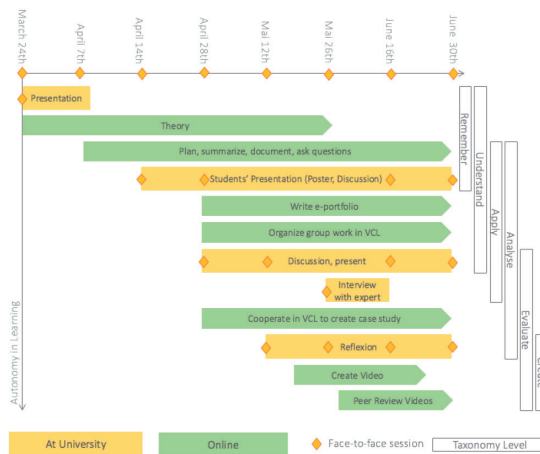 March 24th
April 7th
April 14th
April 28th
Mai 12th
Mai 26th
June 16th
June 30th
Presentation
Theory
Plan, summarize, document, ask questions
Students' Presentation (Poster, Discussion)
Write e-portfolio
Organize group work in VCL
Discussion, present
Interview
with expert
Cooperate in VCL to create case study
Reflexion
Create Video
Peer Review Videos
Autonomy in Learning
Remember
Understand
Apply
Analyse
Evaluate
Create
At University
Online
Face-to-face session
Taxonomy Level